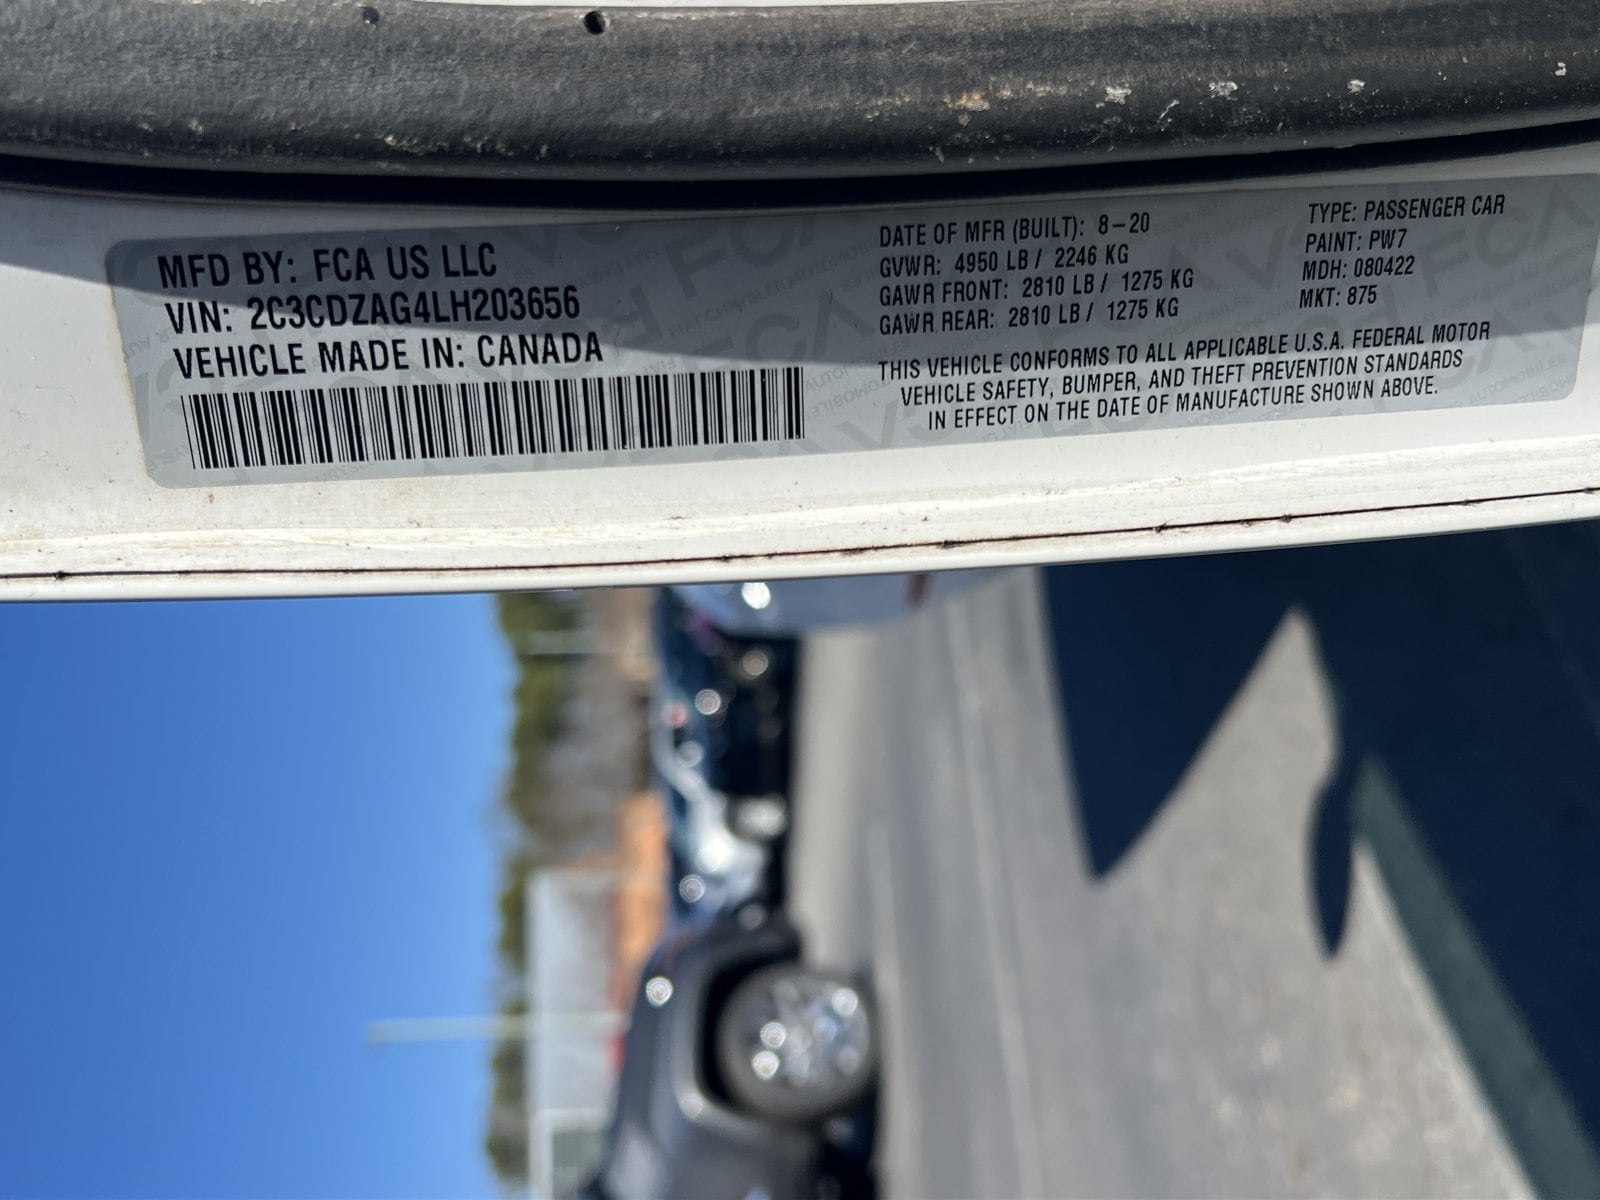 MFD BY: FCA US LLC
VIN: 2C3CDZAG4LH203656
VEHICLE MADE IN: CANADA
DATE OF MFR (BUILT): 8-20
GVWR: 4950 LB / 2246 KG
GAWR FRONT: 2810 LB / 1275 KG
GAWR REAR: 2810 LB / 1275 KG
TYPE: PASSENGER CAR
PAINT: PW7
MDH: 080422
MKT: 875
THIS VEHICLE CONFORMS TO ALL APPLICABLE U.S.A. FEDERAL MOTOR
VEHICLE SAFETY, BUMPER, AND THEFT PREVENTION STANDARDS
IN EFFECT ON THE DATE OF MANUFACTURE SHOWN ABOVE.